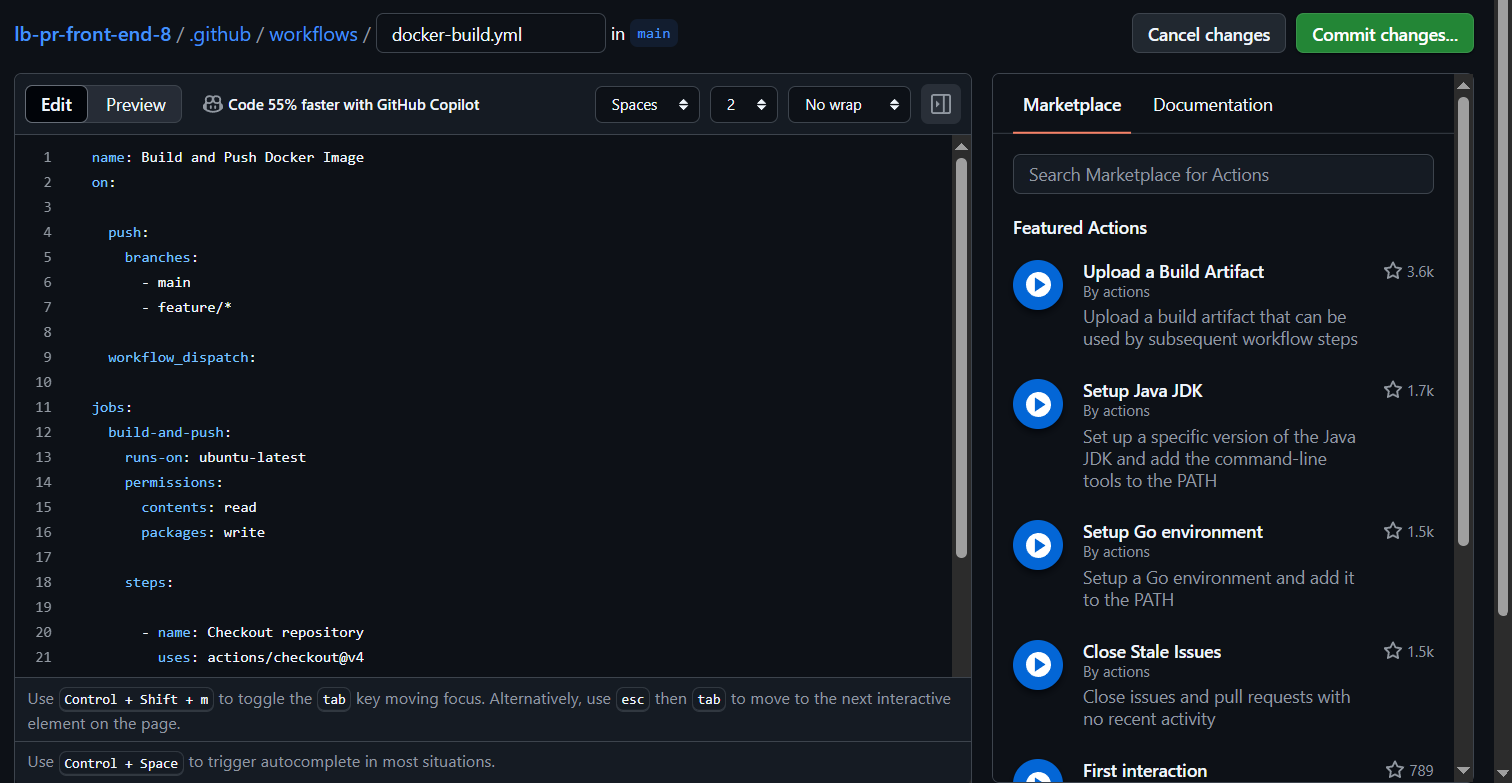 lb-pr-front-end-8 / .github / workflows / docker-build.yml in main
Cancel changes
Commit changes...
Edit
Preview
Code 55% faster with GitHub Copilot
Spaces
2
No wrap
1 name: Build and Push Docker Image
2 on:
3
4 push:
5 branches:
6 - main
7 - feature/*
8
9 workflow_dispatch:
10
11 jobs:
12 build-and-push:
13 runs-on: ubuntu-latest
14 permissions:
15 contents: read
16 packages: write
17
18 steps:
19
20 - name: Checkout repository
21 uses: actions/checkout@v4
Use Control + Shift + m to toggle the tab key moving focus. Alternatively, use esc then tab to move to the next interactive
element on the page.
Use Control + Space to trigger autocomplete in most situations.
Marketplace
Documentation
Search Marketplace for Actions
Featured Actions
Upload a Build Artifact 3.6k
By actions
Upload a build artifact that can be
used by subsequent workflow steps
Setup Java JDK 1.7k
By actions
Set up a specific version of the Java
JDK and add the command-line
tools to the PATH
Setup Go environment 1.5k
By actions
Setup a Go environment and add it
to the PATH
Close Stale Issues 1.5k
By actions
Close issues and pull requests with
no recent activity
First interaction 789